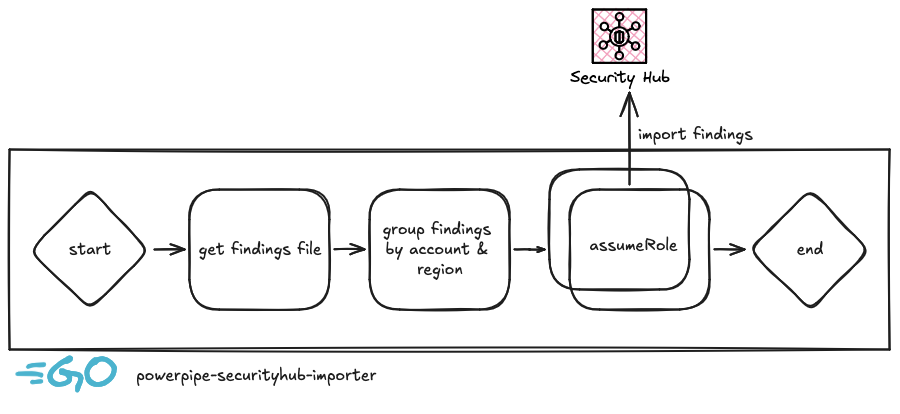 Security Hub
import findings
start
get findings file
group findings
by account &
region
assumeRole
end
GO
powerpipe-securityhub-importer